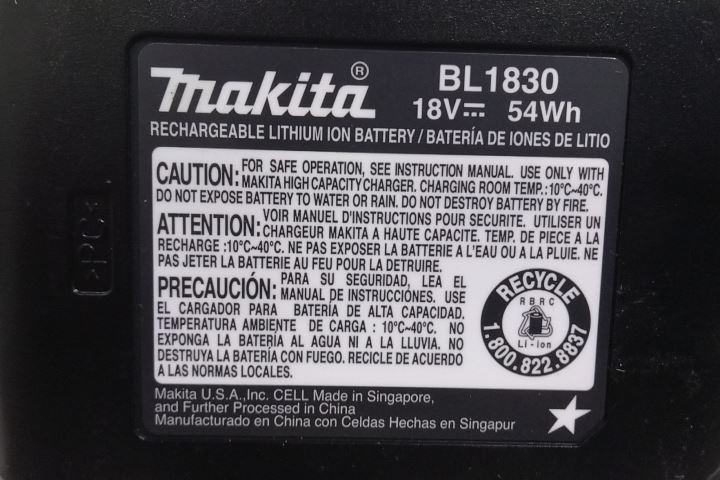 makita®
BL1830
18V⎓ 54Wh
RECHARGEABLE LITHIUM ION BATTERY / BATERÍA DE IONES DE LITIO
CAUTION: FOR SAFE OPERATION, SEE INSTRUCTION MANUAL. USE ONLY WITH
MAKITA HIGH CAPACITY CHARGER. CHARGING ROOM TEMP.:10°C~40°C.
DO NOT EXPOSE BATTERY TO WATER OR RAIN. DO NOT DESTROY BATTERY BY FIRE.
ATTENTION: VOIR MANUEL D'INSTRUCTIONS POUR SECURITE. UTILISER UN
CHARGEUR MAKITA A HAUTE CAPACITE. TEMP. DE PIECE A LA
RECHARGE :10°C~40°C. NE PAS EXPOSER LA BATTERIE A L'EAU OU A LA PLUIE. NE
PAS JETER LA BATTERIE AU FEU POUR LA DETRUIRE.
PRECAUCIÓN: PARA SU SEGURIDAD, LEA EL
MANUAL DE INSTRUCCIONES. USE
EL CARGADOR PARA BATERÍA DE ALTA CAPACIDAD.
TEMPERATURA AMBIENTE DE CARGA : 10°C~40°C. NO
EXPONGA LA BATERÍA AL AGUA NI A LA LLUVIA. NO
DESTRUYA LA BATERÍA CON FUEGO. RECICLE DE ACUERDO
A LAS NORMAS LOCALES.
RECYCLE
RBRC
Li-ion
1.800.822.8837
Makita U.S.A.,Inc. CELL Made in Singapore,
and Further Processed in China
Manufacturado en China con Celdas Hechas en Singapur
>PC<